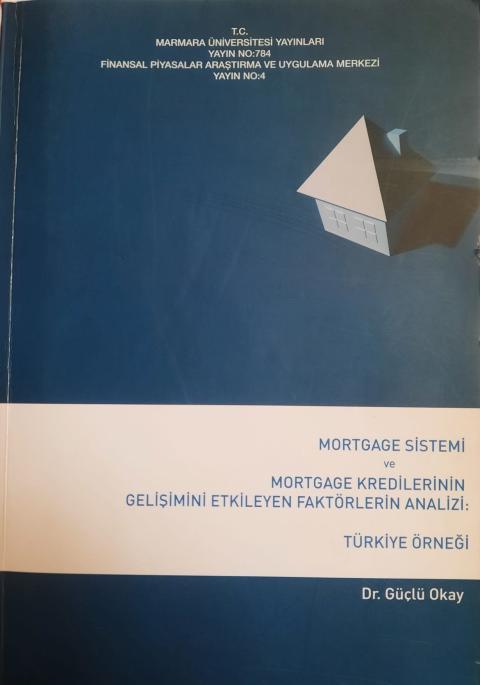 T.C.
MARMARA ÜNİVERSİTESİ YAYINLARI
YAYIN NO:784
FİNANSAL PİYASALAR ARAŞTIRMA VE UYGULAMA MERKEZİ
YAYIN NO:4
MORTGAGE SİSTEMİ
ve
MORTGAGE KREDİLERİNİN
GELİŞİMİNİ ETKİLEYEN FAKTÖRLERİN ANALİZİ:
TÜRKİYE ÖRNEĞİ
Dr. Güçlü Okay